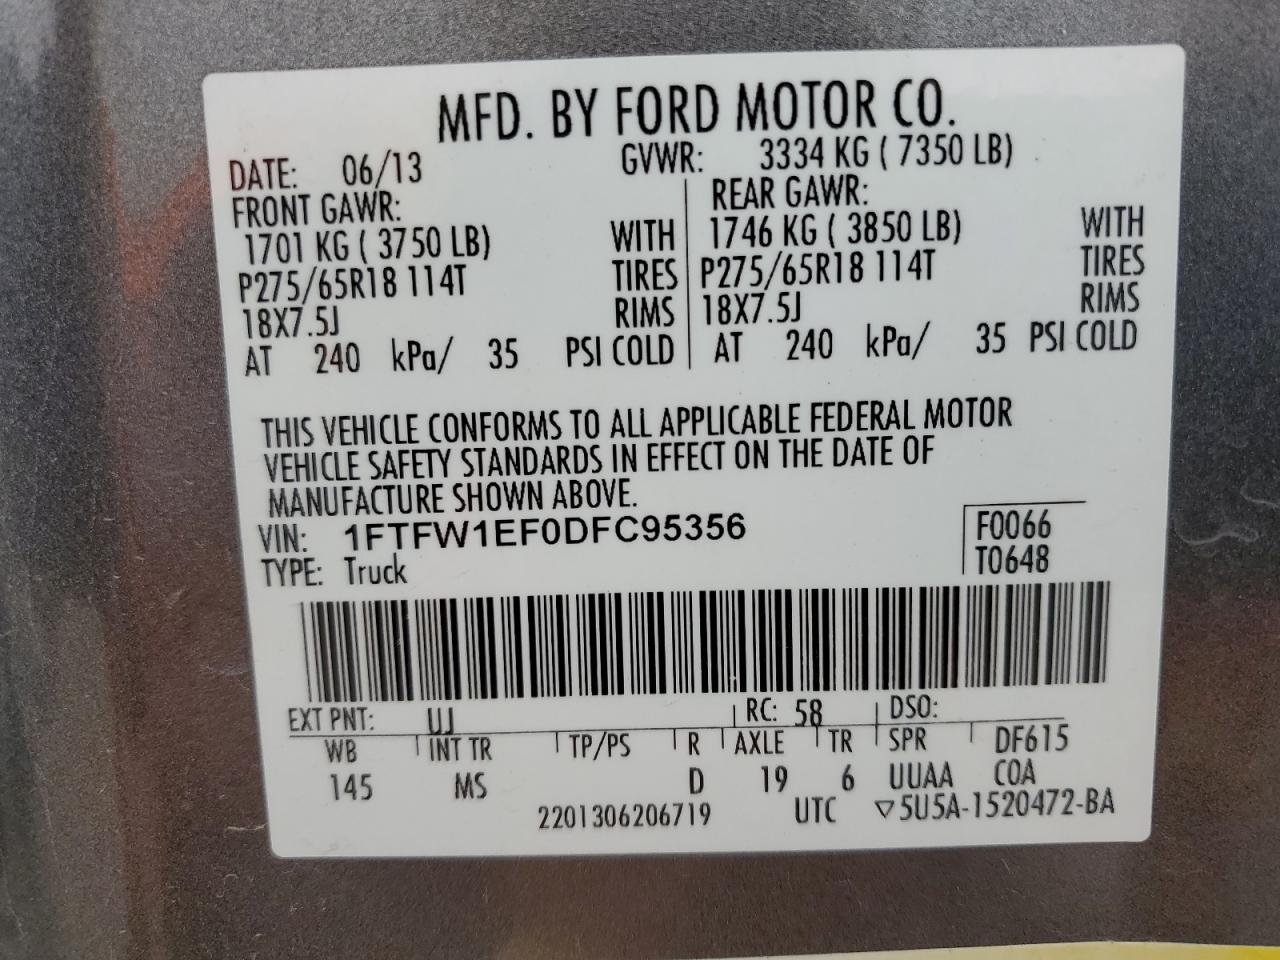 MFD. BY FORD MOTOR CO.
DATE: 06/13 GVWR: 3334 KG ( 7350 LB)
FRONT GAWR: REAR GAWR:
1701 KG ( 3750 LB) WITH 1746 KG ( 3850 LB) WITH
P275/65R18 114T TIRES P275/65R18 114T TIRES
18X7.5J RIMS 18X7.5J RIMS
AT 240 kPa/ 35 PSI COLD AT 240 kPa/ 35 PSI COLD
THIS VEHICLE CONFORMS TO ALL APPLICABLE FEDERAL MOTOR
VEHICLE SAFETY STANDARDS IN EFFECT ON THE DATE OF
MANUFACTURE SHOWN ABOVE.
VIN: 1FTFW1EF0DFC95356 F0066
TYPE: Truck T0648
EXT PNT: UJ RC: 58 DSO:
WB INT TR TP/PS R AXLE TR SPR DF615
145 MS D 19 6 UUAA COA
2201306206719 UTC ▽5U5A-1520472-BA